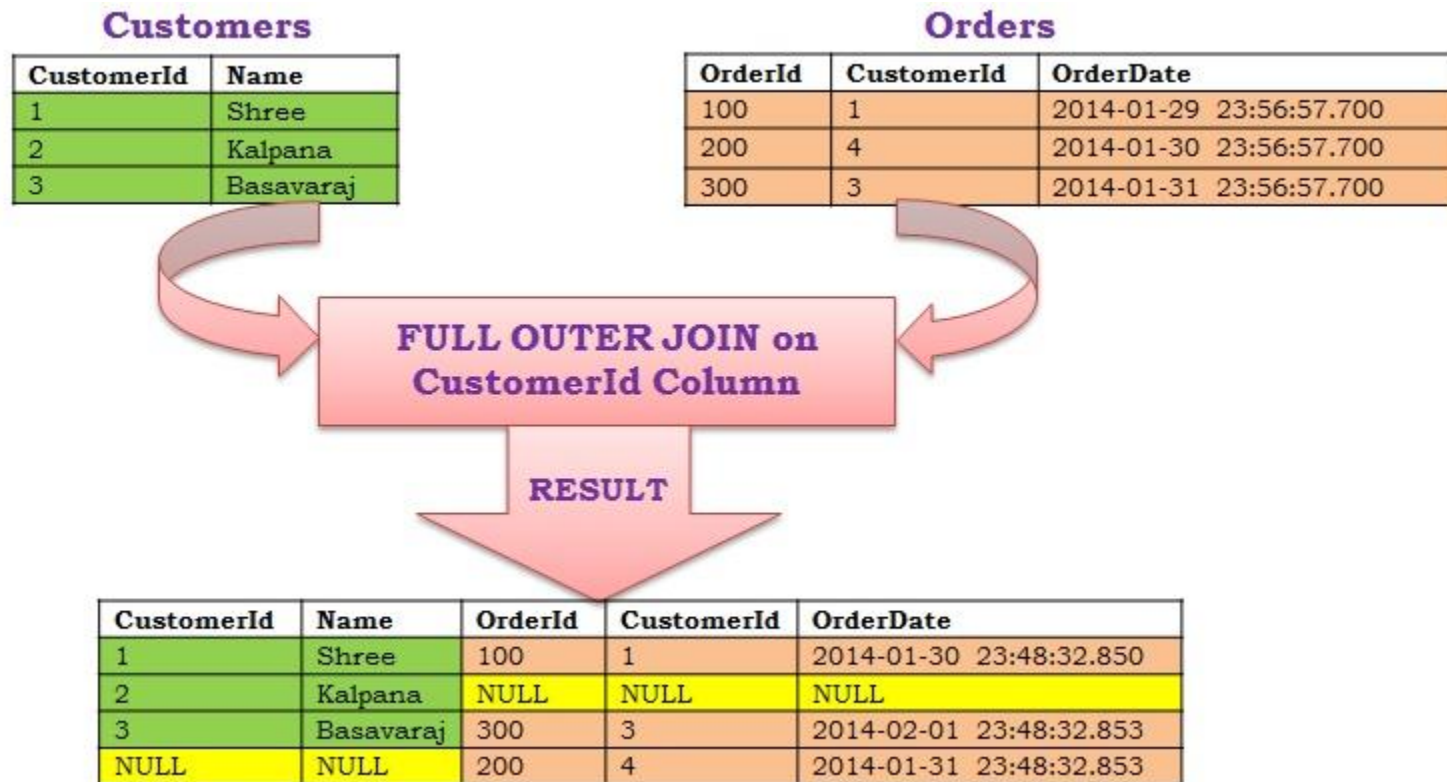 Customers
CustomerId Name
1 Shree
2 Kalpana
3 Basavaraj
Orders
OrderId CustomerId OrderDate
100 1 2014-01-29 23:56:57.700
200 4 2014-01-30 23:56:57.700
300 3 2014-01-31 23:56:57.700
FULL OUTER JOIN on
CustomerId Column
RESULT
CustomerId Name OrderId CustomerId OrderDate
1 Shree 100 1 2014-01-30 23:48:32.850
2 Kalpana NULL NULL NULL
3 Basavaraj 300 3 2014-02-01 23:48:32.853
NULL NULL 200 4 2014-01-31 23:48:32.853